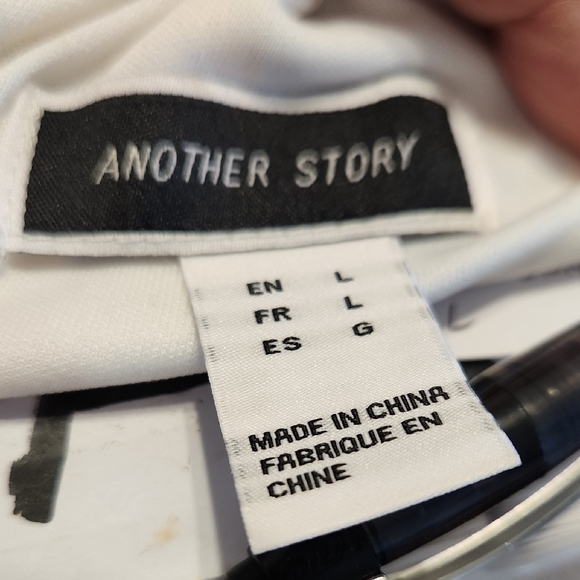 ANOTHER STORY
EN L
FR L
ES G
MADE IN CHINA
FABRIQUE EN
CHINE